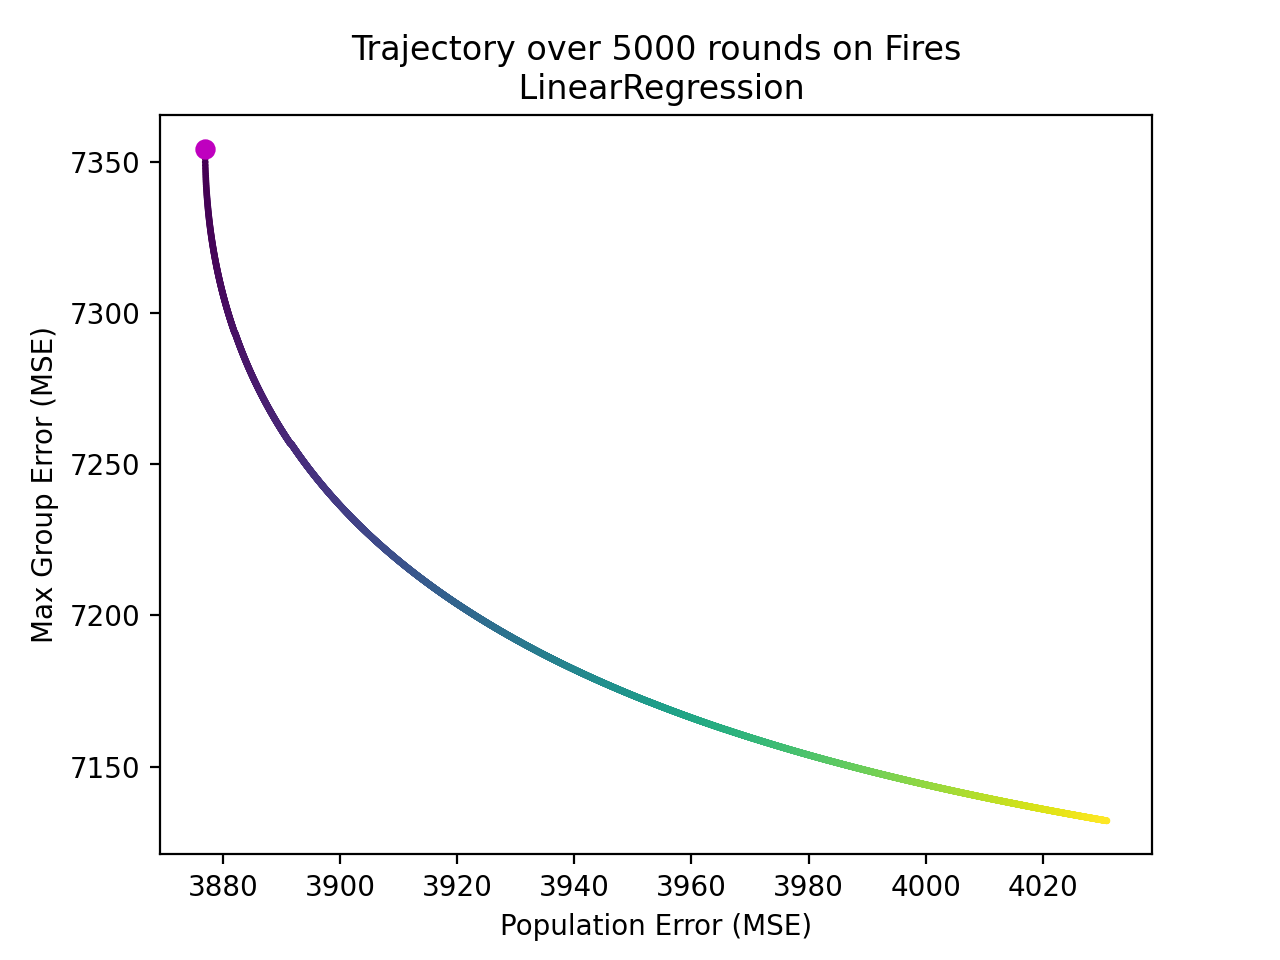 Trajectory over 5000 rounds on Fires
LinearRegression
Max Group Error (MSE)
7350
7300
7250
7200
7150
3880 3900 3920 3940 3960 3980 4000 4020
Population Error (MSE)